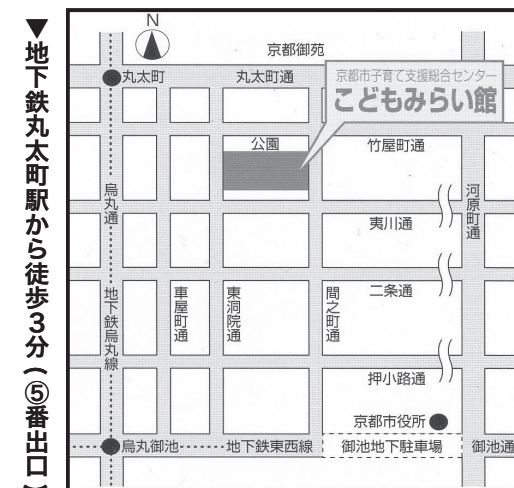 ▼地下鉄丸太町駅から徒歩3分(⑤番出口)
N
京都御苑
丸太町
丸太町通
京都市子育て支援総合センター
こどもみらい館
公園
竹屋町通
烏丸通
河原町通
夷川通
地下鉄烏丸線
車屋町通
東洞院通
間之町通
二条通
押小路通
京都市役所
烏丸御池
地下鉄東西線
御池地下駐車場
御池通